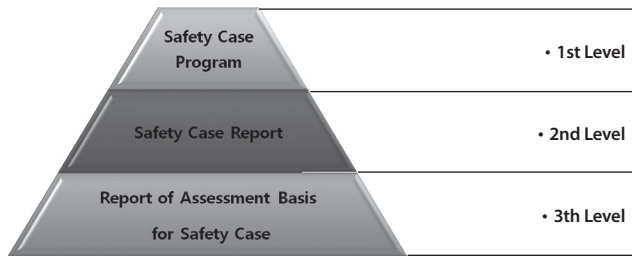 Safety Case
Program
• 1st Level
Safety Case Report
• 2nd Level
Report of Assessment Basis
for Safety Case
• 3th Level